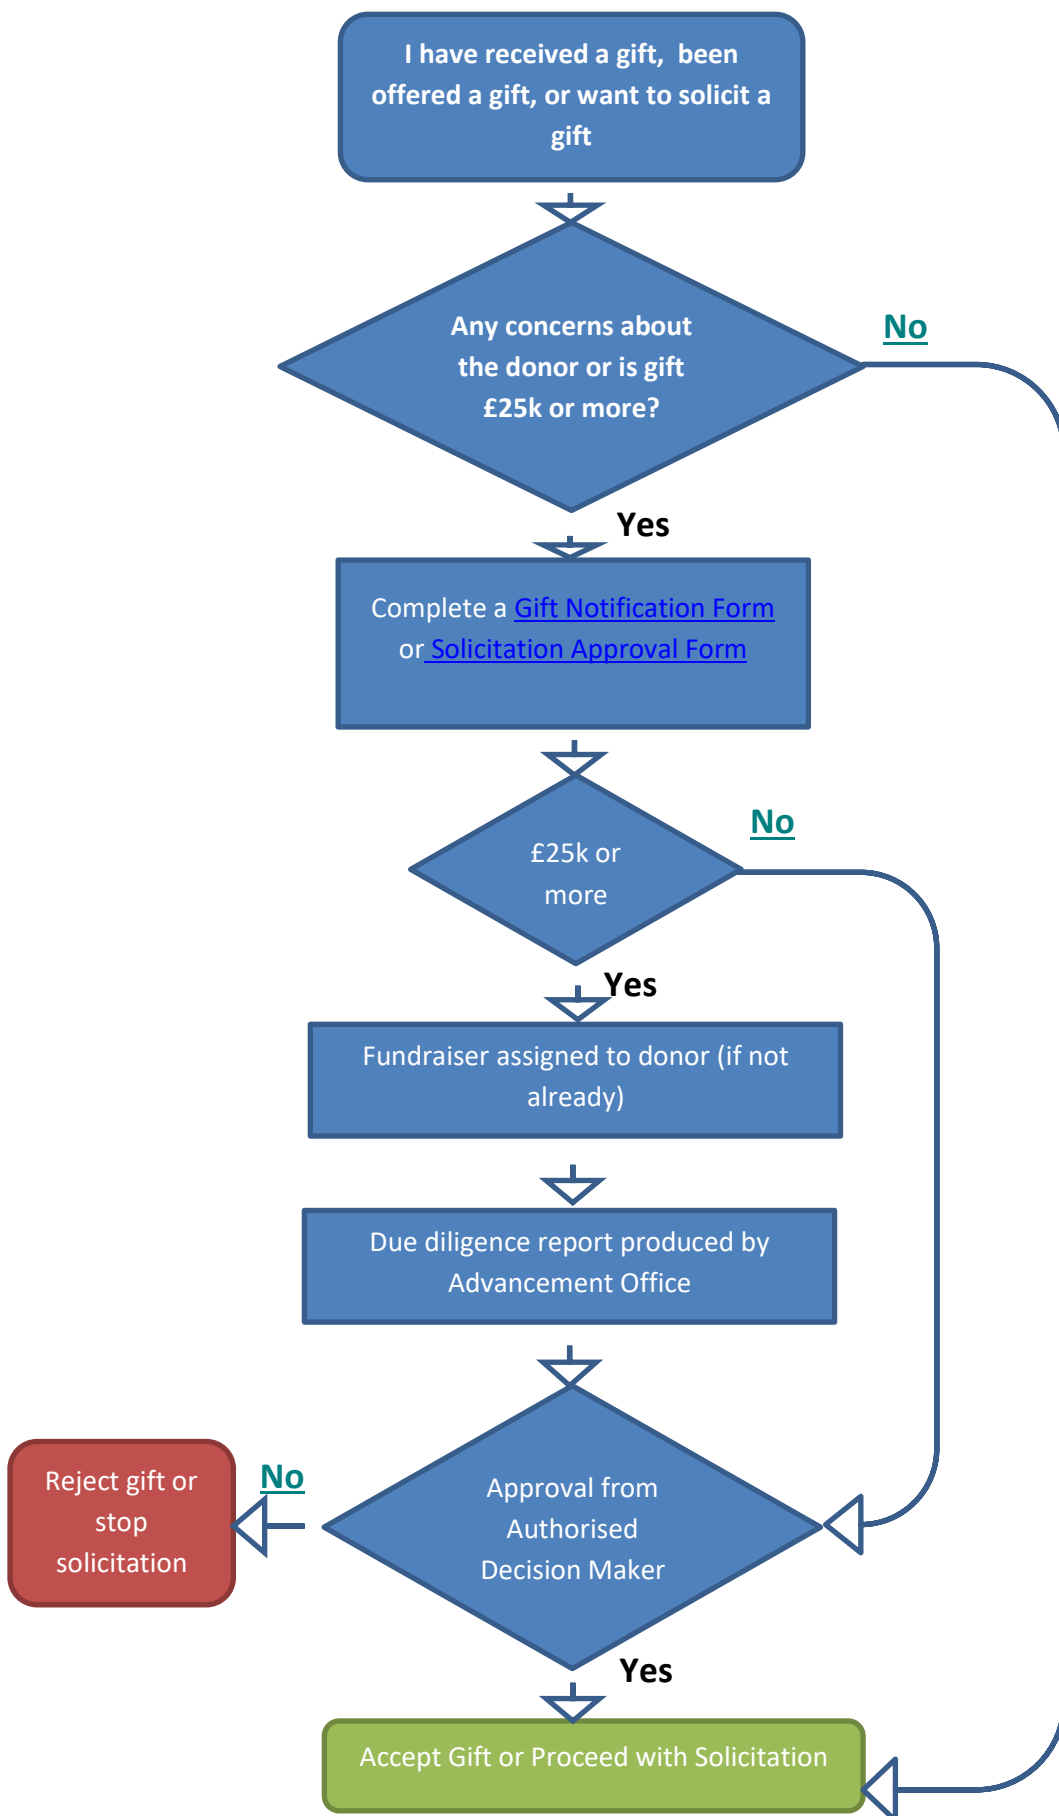 I have received a gift,  been
offered a gift, or want to solicit a
gift
Any concerns about
the donor or is gift
£25k or more?
No
Yes
Complete a Gift Notification Form
or Solicitation Approval Form
£25k or
more
No
Yes
Fundraiser assigned to donor (if not
already)
Due diligence report produced by
Advancement Office
Approval from
Authorised
Decision Maker
No
Reject gift or
stop
solicitation
Yes
Accept Gift or Proceed with Solicitation